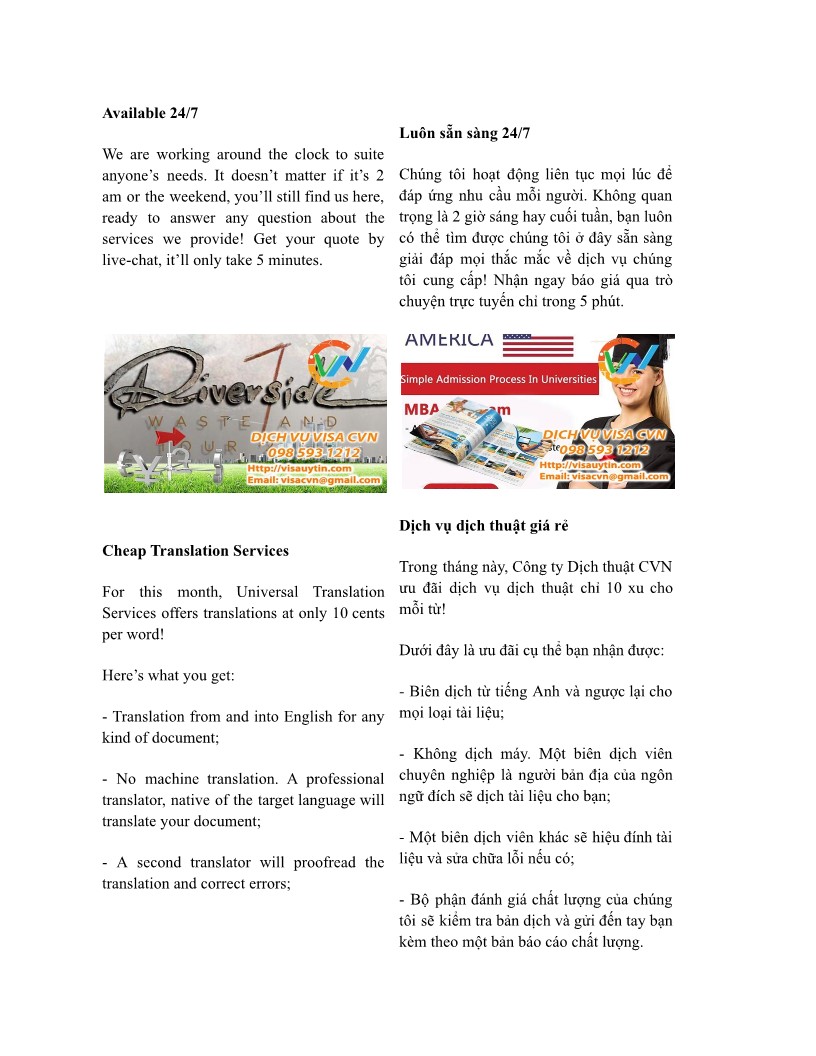 Available 24/7
We are working around the clock to suite
anyone’s needs. It doesn’t matter if it’s 2
am or the weekend, you’ll still find us here,
ready to answer any question about the
services we provide! Get your quote by
live-chat, it’ll only take 5 minutes.
Luôn sẵn sàng 24/7
Chúng tôi hoạt động liên tục mọi lúc để
đáp ứng nhu cầu mỗi người. Không quan
trọng là 2 giờ sáng hay cuối tuần, bạn luôn
có thể tìm được chúng tôi ở đây sẵn sàng
giải đáp mọi thắc mắc về dịch vụ chúng
tôi cung cấp! Nhận ngay báo giá qua trò
chuyện trực tuyến chỉ trong 5 phút.
Riverside
WASTE AND
DICH VU VISA CVN
098 593 1212
Http://visauytin.com
Email: visacvn@gmail.com
AMERICA
Simple Admission Process In Universities
MBA
DICH VU VISA CVN
098 593 1212
Http://visauytin.com
Email: visacvn@gmail.com
Cheap Translation Services
For this month, Universal Translation
Services offers translations at only 10 cents
per word!
Here’s what you get:
- Translation from and into English for any
kind of document;
- No machine translation. A professional
translator, native of the target language will
translate your document;
- A second translator will proofread the
translation and correct errors;
Dịch vụ dịch thuật giá rẻ
Trong tháng này, Công ty Dịch thuật CVN
ưu đãi dịch vụ dịch thuật chỉ 10 xu cho
mỗi từ!
Dưới đây là ưu đãi cụ thể bạn nhận được:
- Biên dịch từ tiếng Anh và ngược lại cho
mọi loại tài liệu;
- Không dịch máy. Một biên dịch viên
chuyên nghiệp là người bản địa của ngôn
ngữ đích sẽ dịch tài liệu cho bạn;
- Một biên dịch viên khác sẽ hiệu đính tài
liệu và sửa chữa lỗi nếu có;
- Bộ phận đánh giá chất lượng của chúng
tôi sẽ kiểm tra bản dịch và gửi đến tay bạn
kèm theo một bản báo cáo chất lượng.